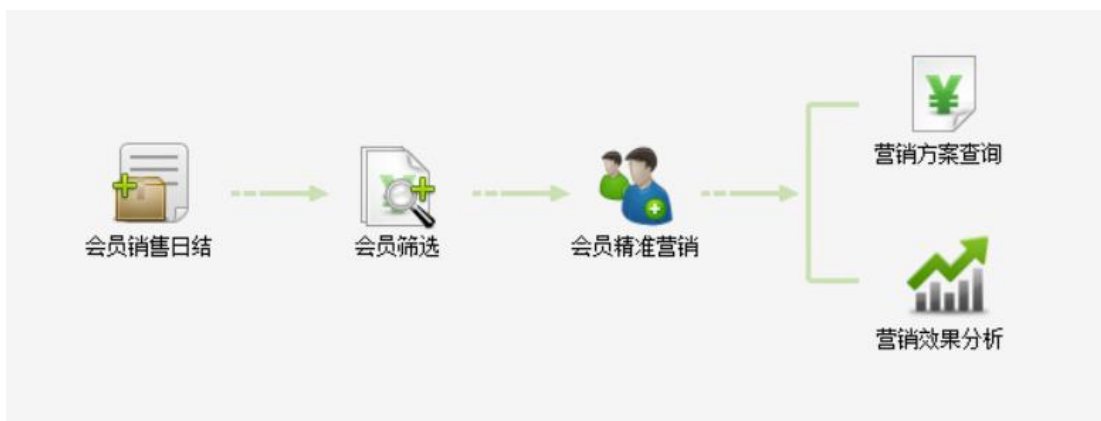 会员销售日结
会员筛选
会员精准营销
营销方案查询
营销效果分析